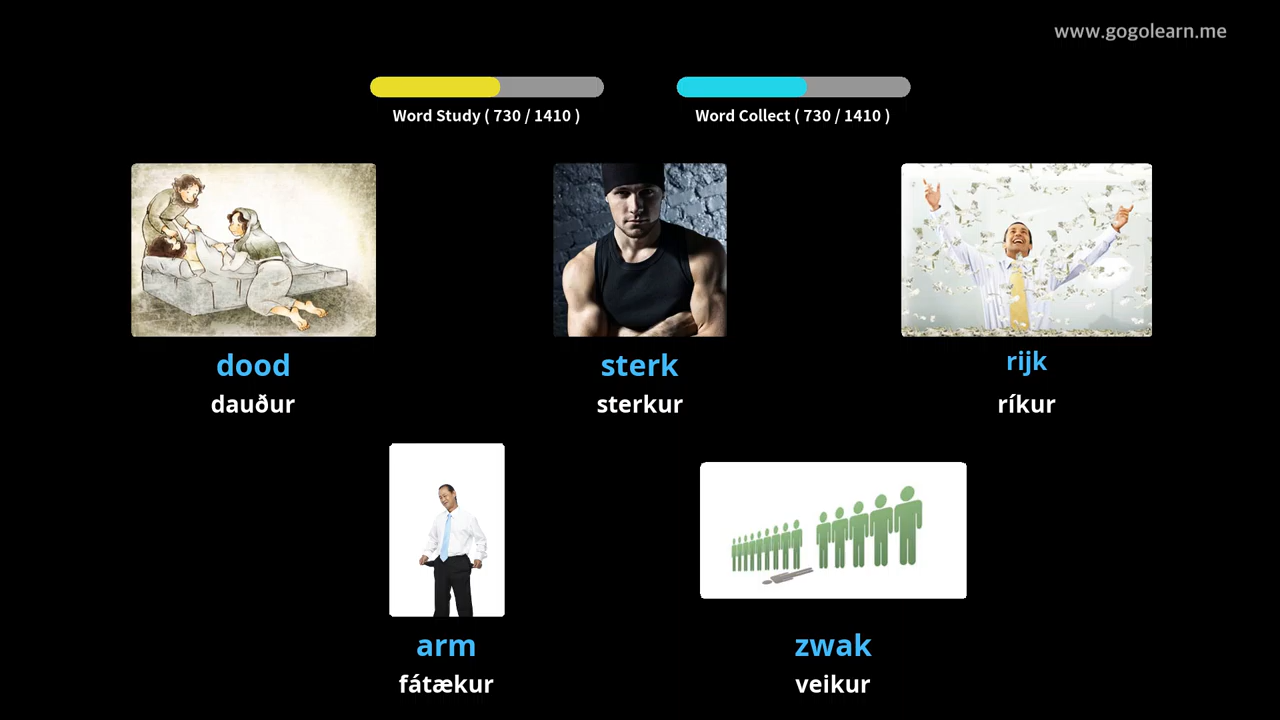 www.gogolearn.me
Word Study ( 730 / 1410 )
Word Collect ( 730 / 1410 )
dood
dauður
sterk
sterkur
rijk
ríkur
arm
fátækur
zwak
veikur